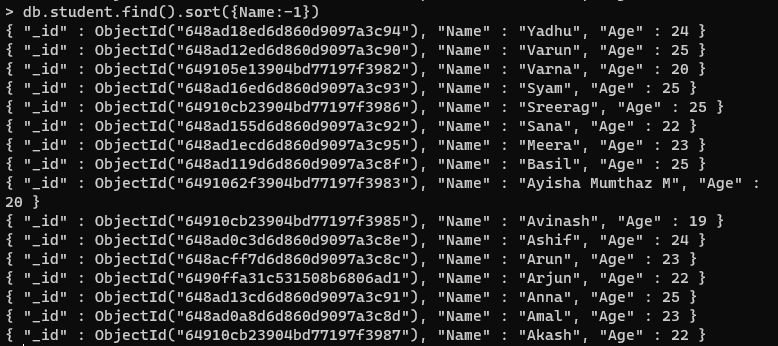 > db.student.find().sort({Name:-1})
{ "_id" : ObjectId("648ad18ed6d860d9097a3c94"), "Name" : "Yadhu", "Age" : 24 }
{ "_id" : ObjectId("648ad12ed6d860d9097a3c90"), "Name" : "Varun", "Age" : 25 }
{ "_id" : ObjectId("649105e13904bd77197f3982"), "Name" : "Varna", "Age" : 20 }
{ "_id" : ObjectId("648ad16ed6d860d9097a3c93"), "Name" : "Syam", "Age" : 25 }
{ "_id" : ObjectId("64910cb23904bd77197f3986"), "Name" : "Sreerag", "Age" : 25 }
{ "_id" : ObjectId("648ad155d6d860d9097a3c92"), "Name" : "Sana", "Age" : 22 }
{ "_id" : ObjectId("648ad1ecd6d860d9097a3c95"), "Name" : "Meera", "Age" : 23 }
{ "_id" : ObjectId("648ad119d6d860d9097a3c8f"), "Name" : "Basil", "Age" : 25 }
{ "_id" : ObjectId("6491062f3904bd77197f3983"), "Name" : "Ayisha Mumthaz M", "Age" :
20 }
{ "_id" : ObjectId("64910cb23904bd77197f3985"), "Name" : "Avinash", "Age" : 19 }
{ "_id" : ObjectId("648ad0c3d6d860d9097a3c8e"), "Name" : "Ashif", "Age" : 24 }
{ "_id" : ObjectId("648acff7d6d860d9097a3c8c"), "Name" : "Arun", "Age" : 23 }
{ "_id" : ObjectId("6490ffa31c531508b6806ad1"), "Name" : "Arjun", "Age" : 22 }
{ "_id" : ObjectId("648ad13cd6d860d9097a3c91"), "Name" : "Anna", "Age" : 25 }
{ "_id" : ObjectId("648ad0a8d6d860d9097a3c8d"), "Name" : "Amal", "Age" : 23 }
{ "_id" : ObjectId("64910cb23904bd77197f3987"), "Name" : "Akash", "Age" : 22 }